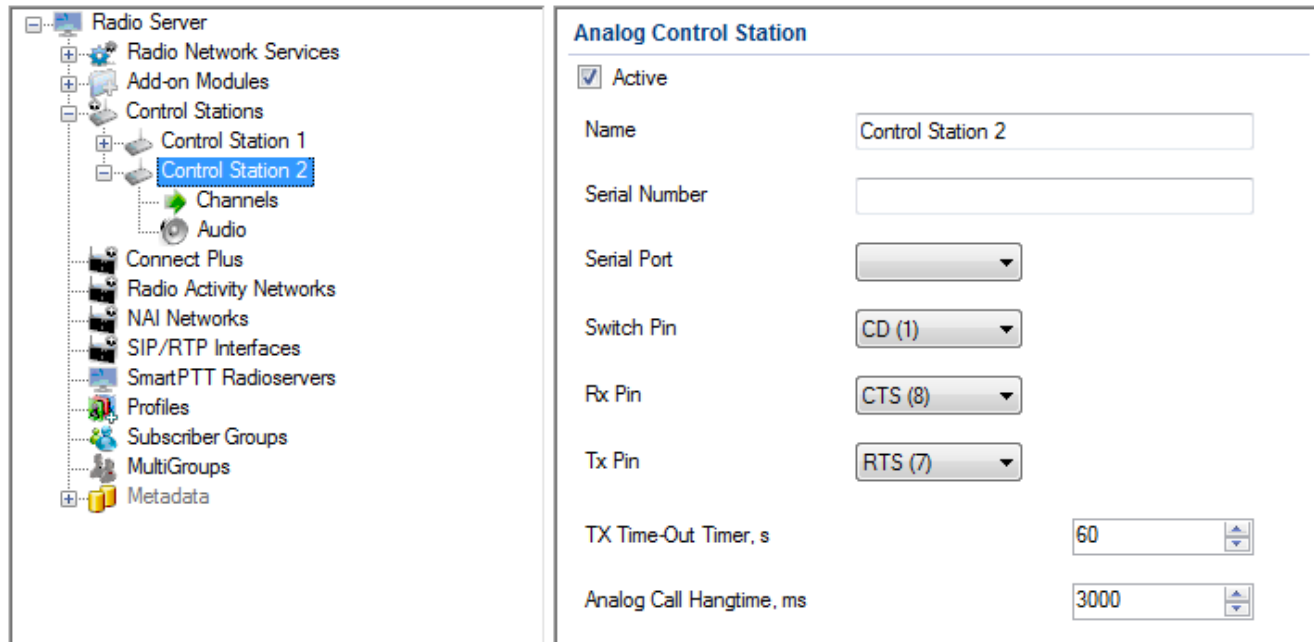 Radio Server
Radio Network Services
Add-on Modules
Control Stations
Control Station 1
Control Station 2
Channels
Audio
Connect Plus
Radio Activity Networks
NAI Networks
SIP/RTP Interfaces
SmartPTT Radioservers
Profiles
Subscriber Groups
MultiGroups
Metadata
Analog Control Station
Active
Name Control Station 2
Serial Number
Serial Port
Switch Pin CD (1)
Rx Pin CTS (8)
Tx Pin RTS (7)
TX Time-Out Timer, s 60
Analog Call Hangtime, ms 3000